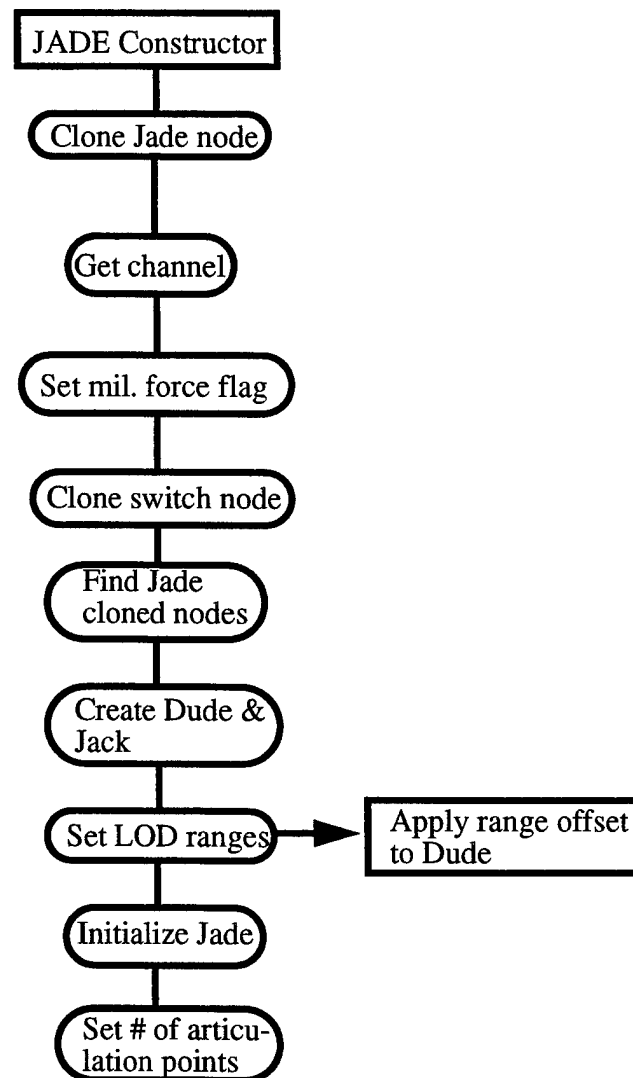 JADE Constructor
Clone Jade node
Get channel
Set mil. force flag
Clone switch node
Find Jade
cloned nodes
Create Dude &
Jack
Set LOD ranges
Apply range offset
to Dude
Initialize Jade
Set # of articu-
lation points